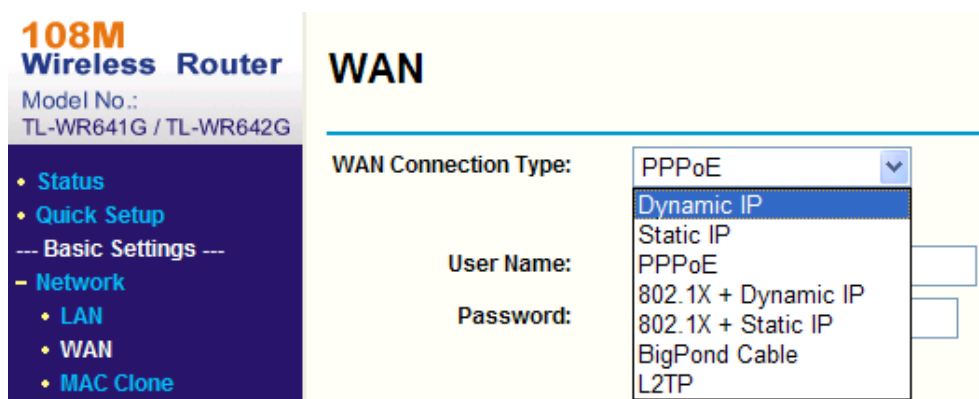 108M
Wireless Router
Model No.:
TL-WR641G / TL-WR642G
• Status
• Quick Setup
--- Basic Settings ---
– Network
• LAN
• WAN
• MAC Clone
WAN
WAN Connection Type: PPPoE
Dynamic IP
Static IP
User Name: PPPoE
802.1X + Dynamic IP
Password: 802.1X + Static IP
BigPond Cable
L2TP